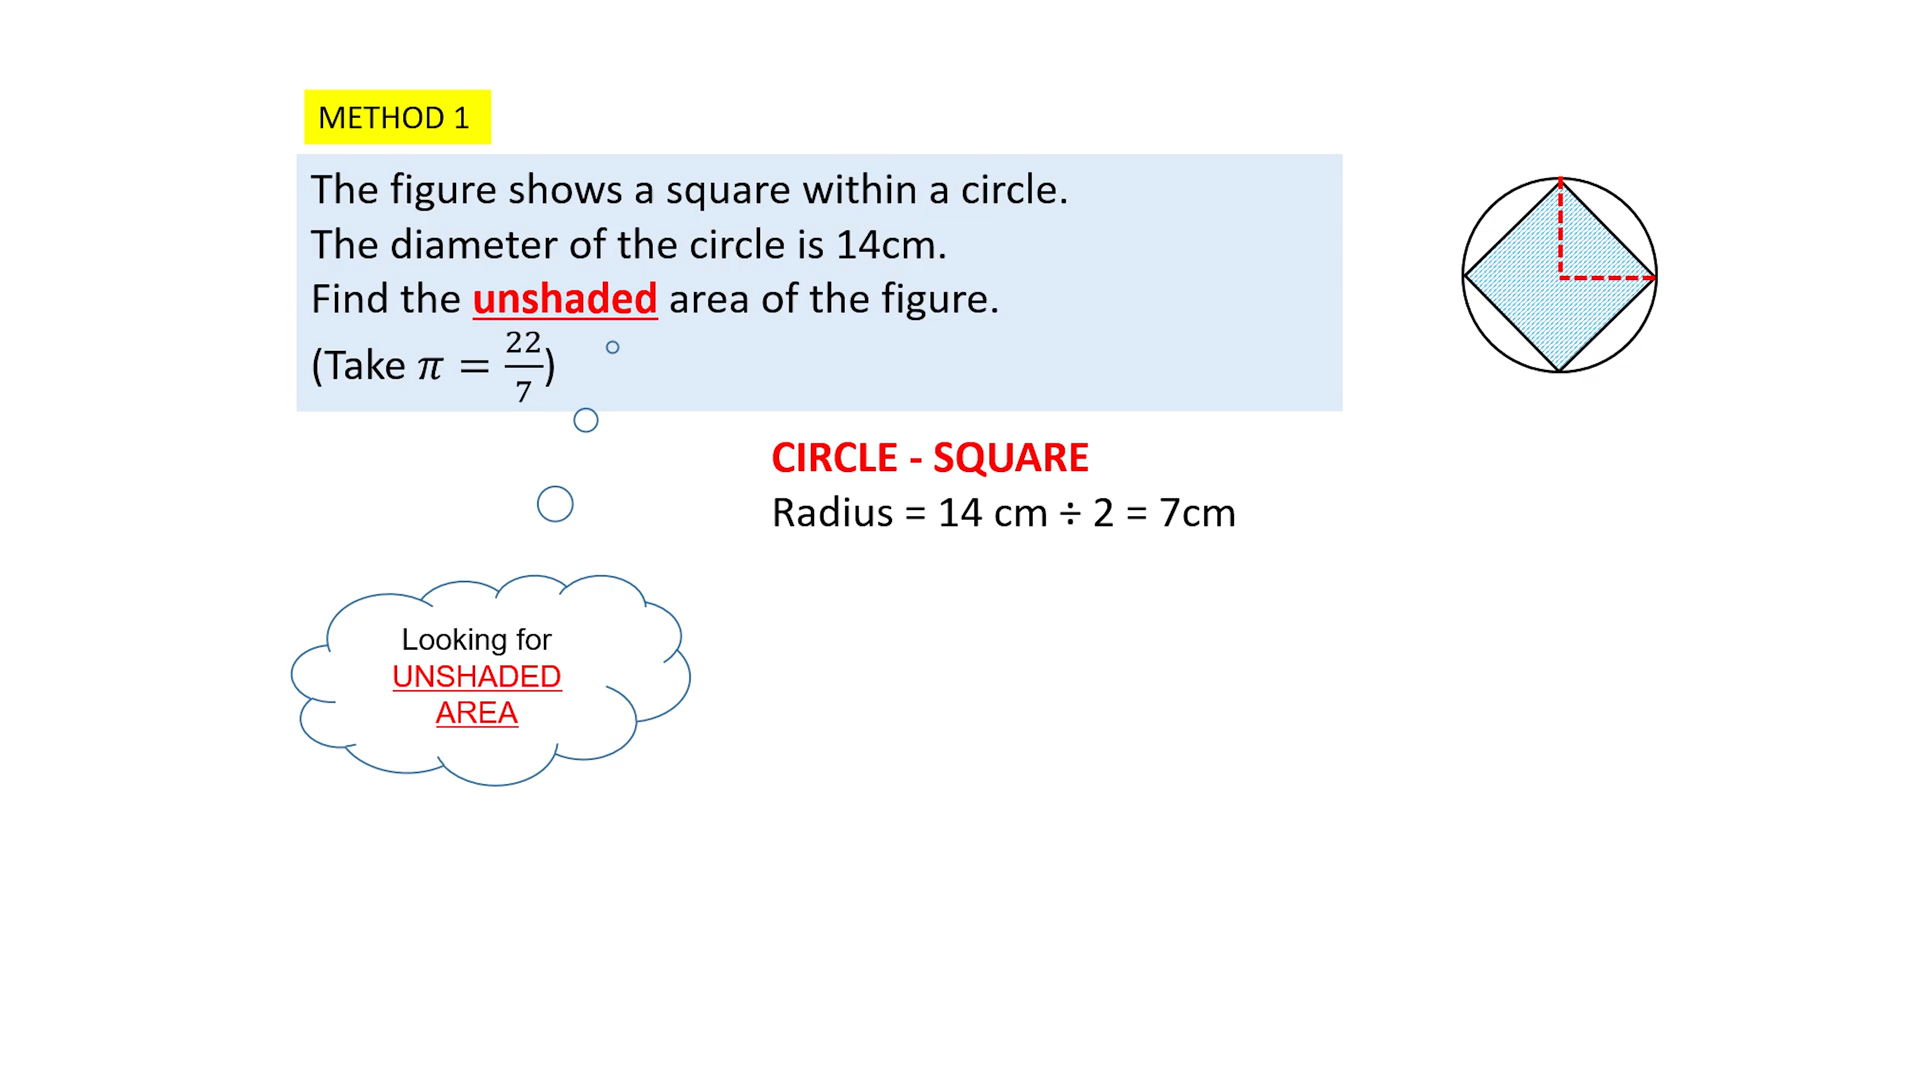 METHOD 1
The figure shows a square within a circle.
The diameter of the circle is 14cm.
Find the unshaded area of the figure.
(Take π = 22/7)
CIRCLE - SQUARE
Radius = 14 cm ÷ 2 = 7cm
Looking for
UNSHADED
AREA